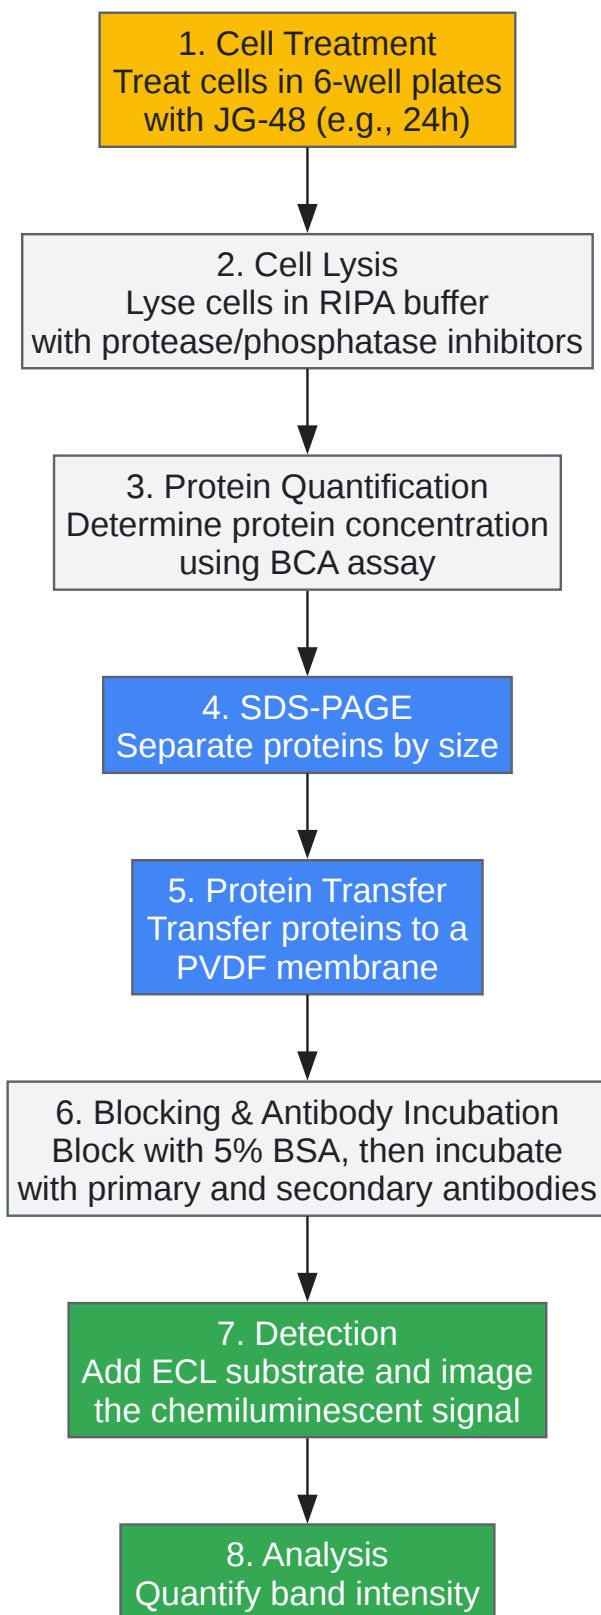 1. Cell Treatment
Treat cells in 6-well plates
with JG-48 (e.g., 24h)
2. Cell Lysis
Lyse cells in RIPA buffer
with protease/phosphatase inhibitors
3. Protein Quantification
Determine protein concentration
using BCA assay
4. SDS-PAGE
Separate proteins by size
5. Protein Transfer
Transfer proteins to a
PVDF membrane
6. Blocking & Antibody Incubation
Block with 5% BSA, then incubate
with primary and secondary antibodies
7. Detection
Add ECL substrate and image
the chemiluminescent signal
8. Analysis
Quantify band intensity